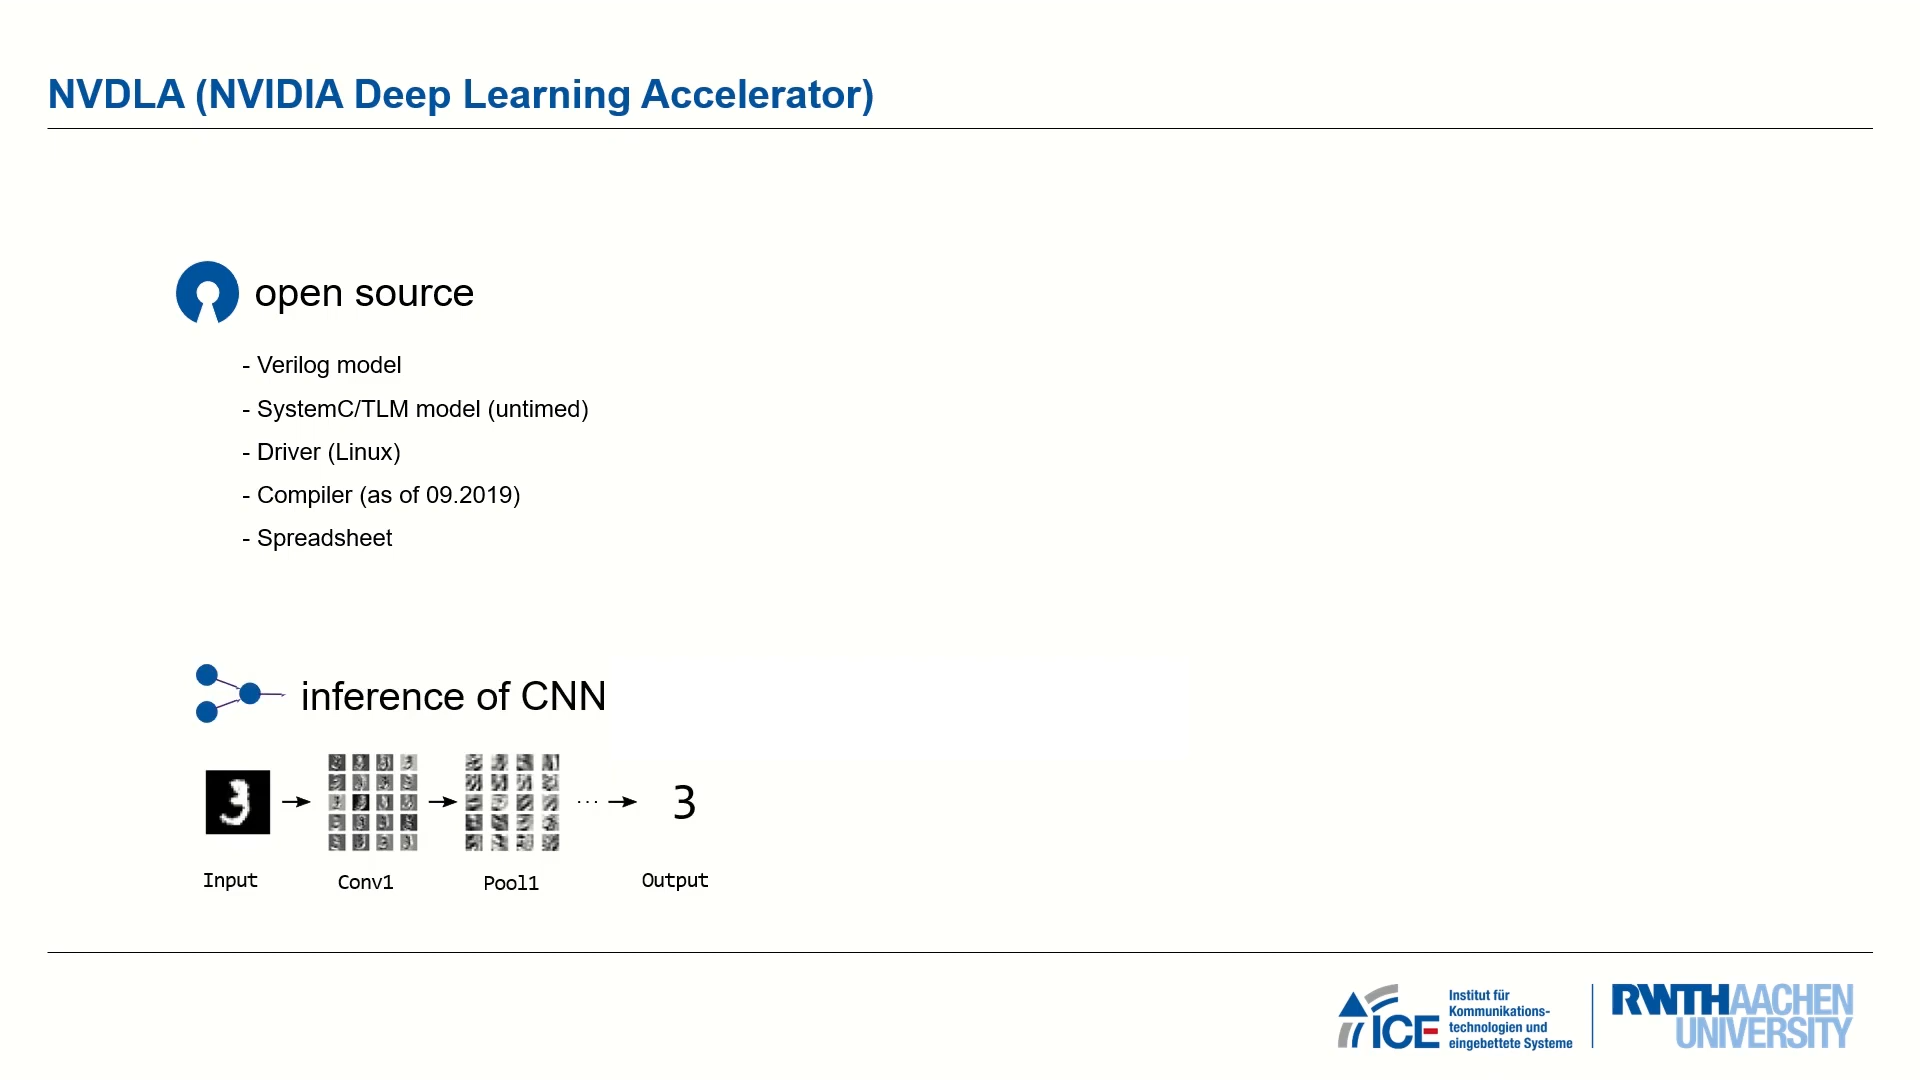 NVDLA (NVIDIA Deep Learning Accelerator)
open source
- Verilog model
- SystemC/TLM model (untimed)
- Driver (Linux)
- Compiler (as of 09.2019)
- Spreadsheet
inference of CNN
3
... 3
Input Conv1 Pool1 Output
ICE
Institut für
Kommunikations-
technologien und
eingebettete Systeme
RWTHAACHEN
UNIVERSITY